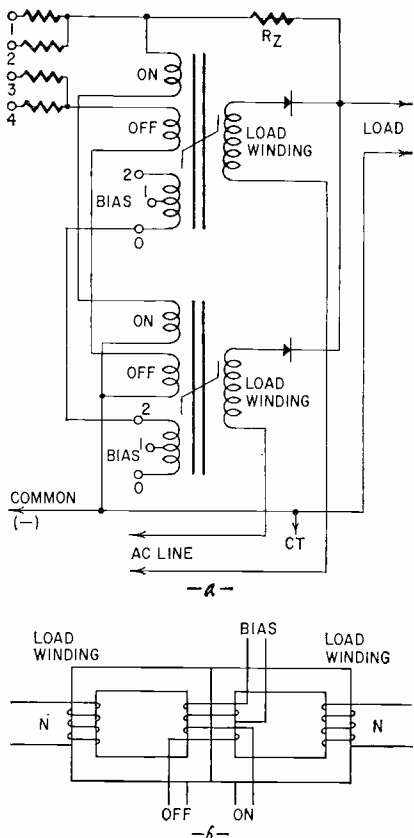 1
2
3
4
ON
OFF
2
BIAS 1
0
RZ
LOAD
LOAD
WINDING
ON
OFF
2
BIAS 1
0
LOAD
WINDING
COMMON
(—)
CT
AC LINE
—a—
LOAD
WINDING
BIAS
LOAD
WINDING
N
N
OFF
ON
—b—